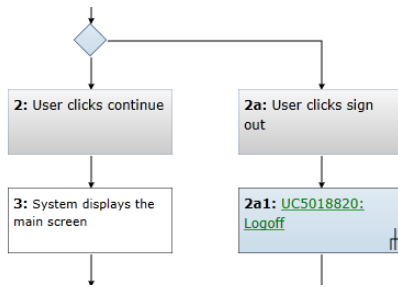 2: User clicks continue
2a: User clicks sign
out
3: System displays the
main screen
2a1: UC5018820:
Logoff